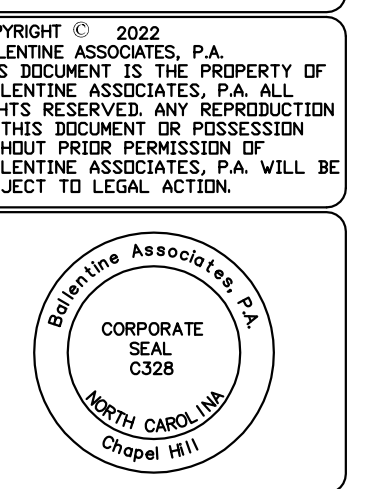 PYRIGHT © 2022
LENTINE ASSOCIATES, P.A.
S DOCUMENT IS THE PROPERTY OF
LENTINE ASSOCIATES, P.A. ALL
HTS RESERVED. ANY REPRODUCTION
THIS DOCUMENT OR POSSESSION
HOUT PRIOR PERMISSION OF
LENTINE ASSOCIATES, P.A. WILL BE
JECT TO LEGAL ACTION.
Ballentine Associates, P.A.
CORPORATE
SEAL
C328
NORTH CAROLINA
Chapel Hill